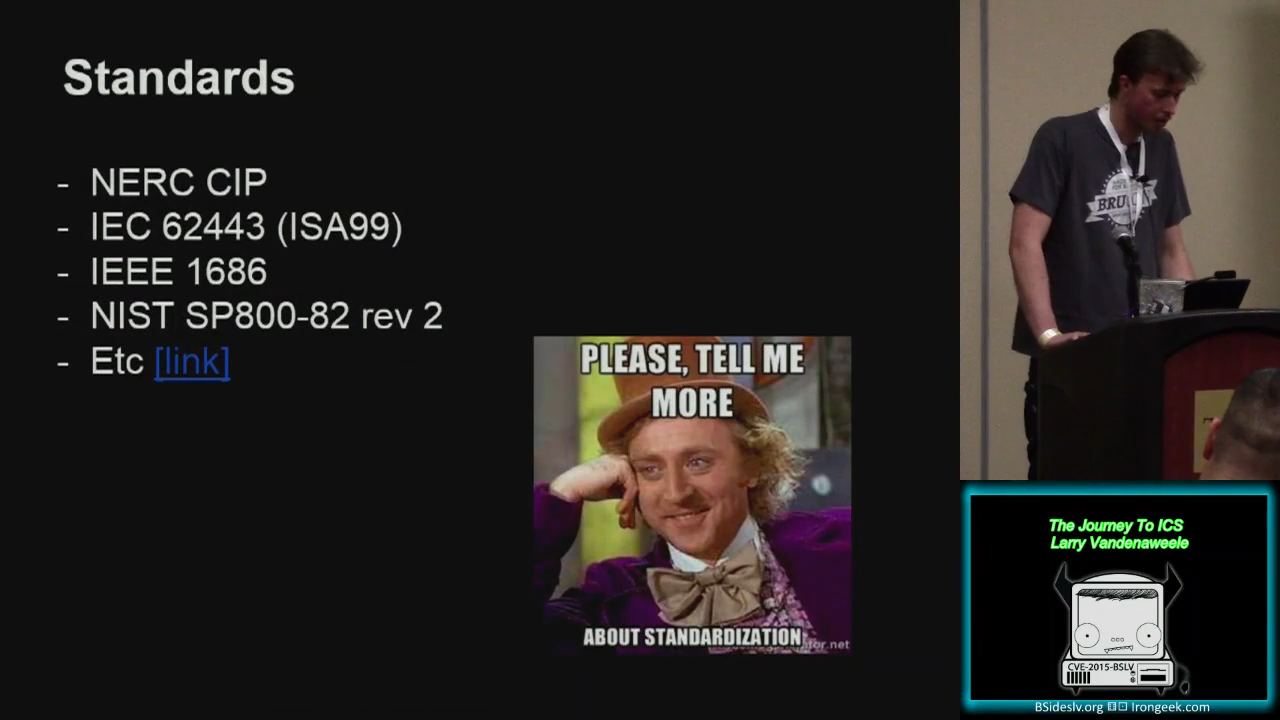 Standards
- NERC CIP
- IEC 62443 (ISA99)
- IEEE 1686
- NIST SP800-82 rev 2
- Etc [link]
PLEASE, TELL ME
MORE
ABOUT STANDARDIZATION
The Journey To ICS
Larry Vandenaweele
CVE-2015-BSLV
BSideslv.org
Irongeek.com